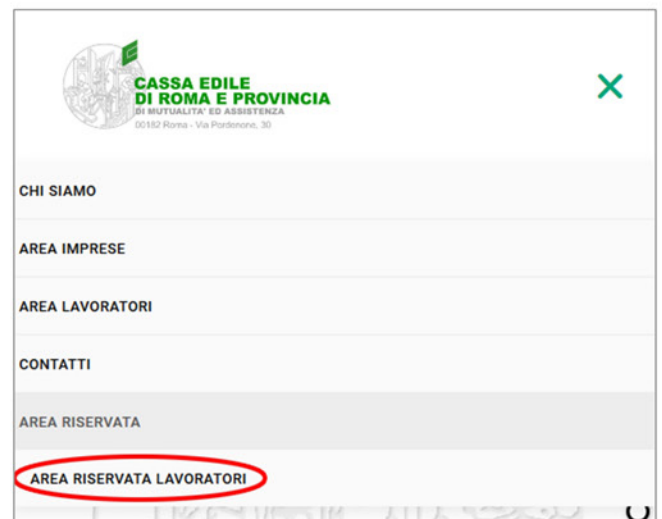 CASSA EDILE
DI ROMA E PROVINCIA
DI MUTUALITA' ED ASSISTENZA
00182 Roma - Via Pordenone, 30
CHI SIAMO
AREA IMPRESE
AREA LAVORATORI
CONTATTI
AREA RISERVATA
AREA RISERVATA LAVORATORI